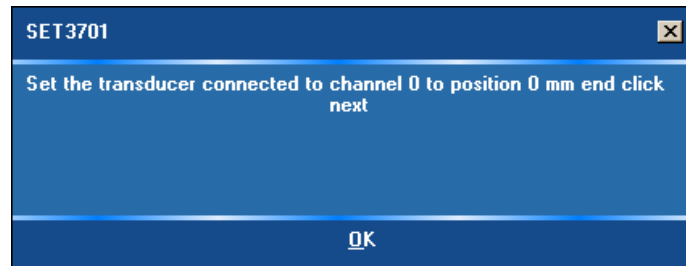 SET3701
Set the transducer connected to channel 0 to position 0 mm end click
next
OK